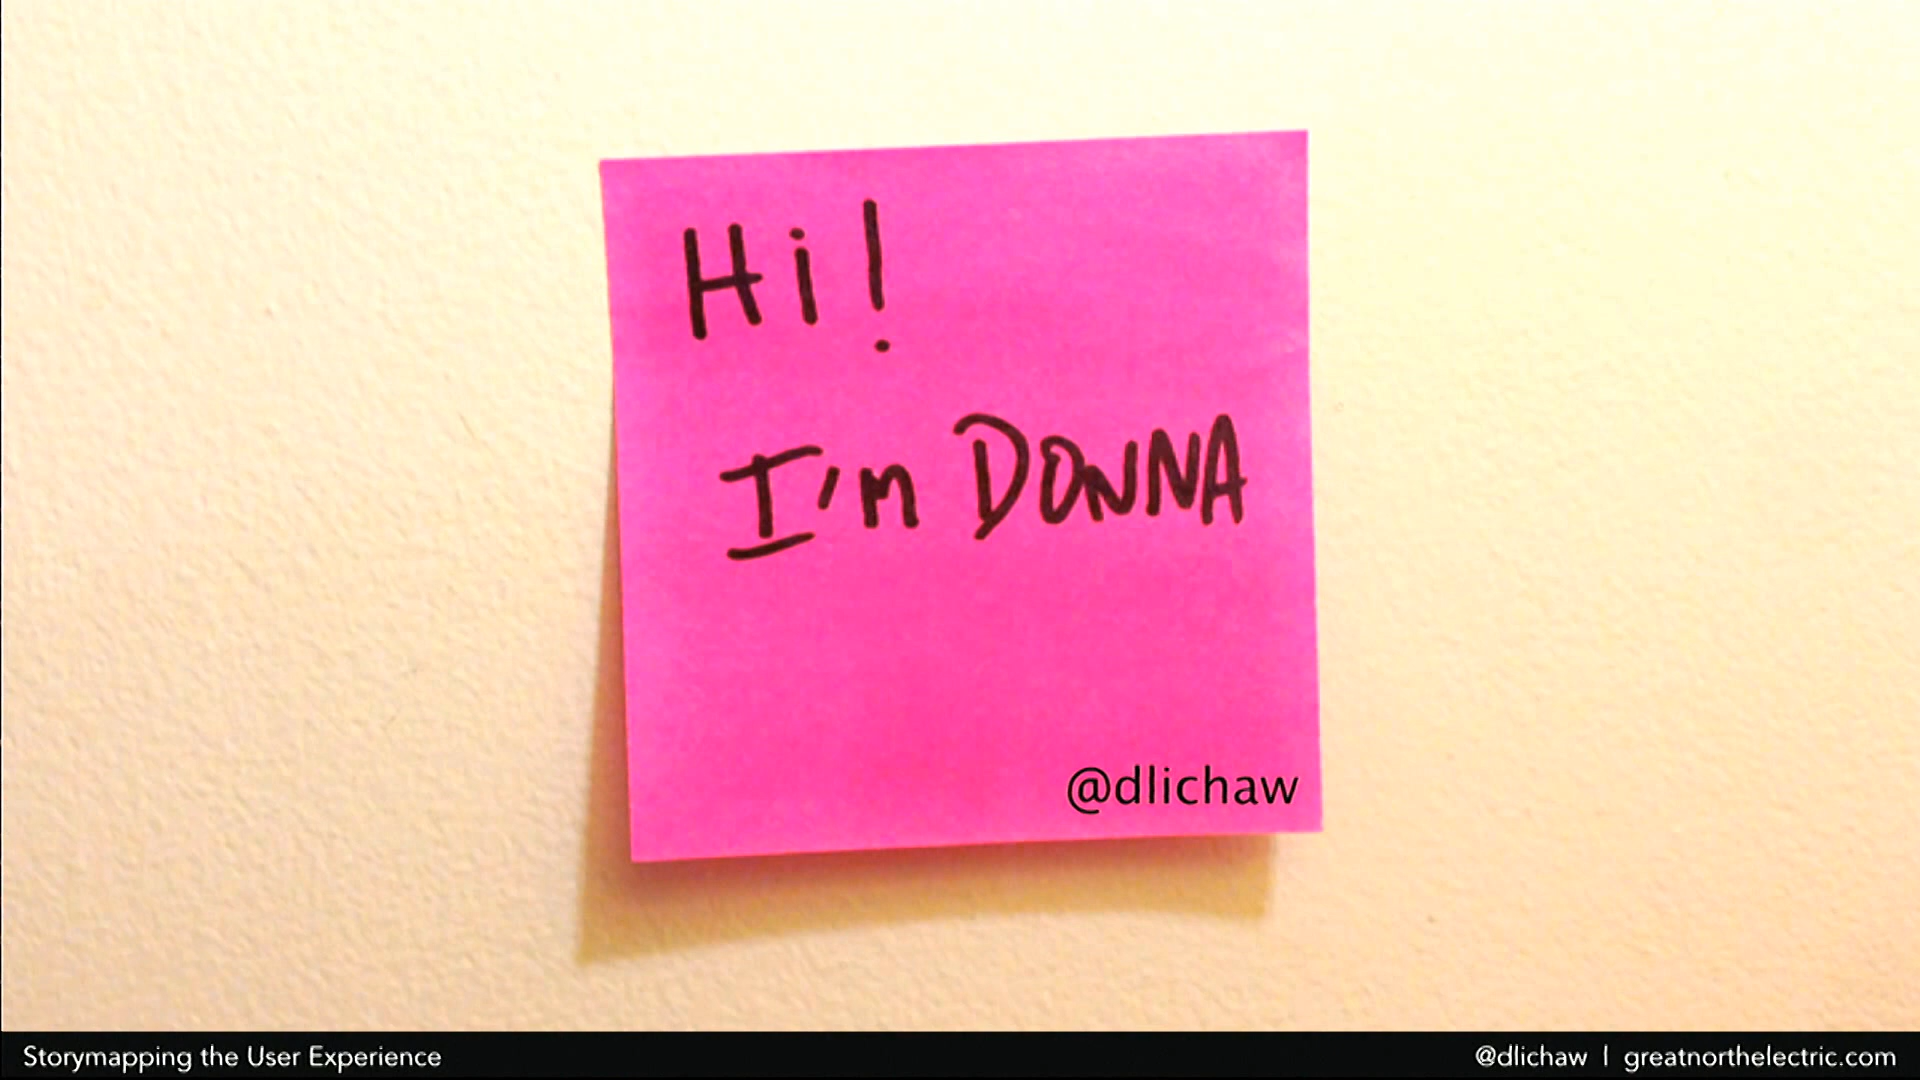 Hi!
I'm DONNA
@dlichaw
Storymapping the User Experience
@dlichaw | greatnorthelectric.com